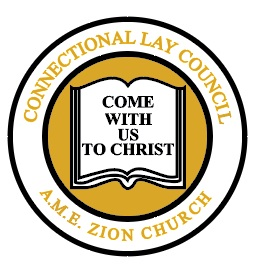 CONNECTIONAL LAY COUNCIL
COME
WITH
US
TO CHRIST
A.M.E. ZION CHURCH